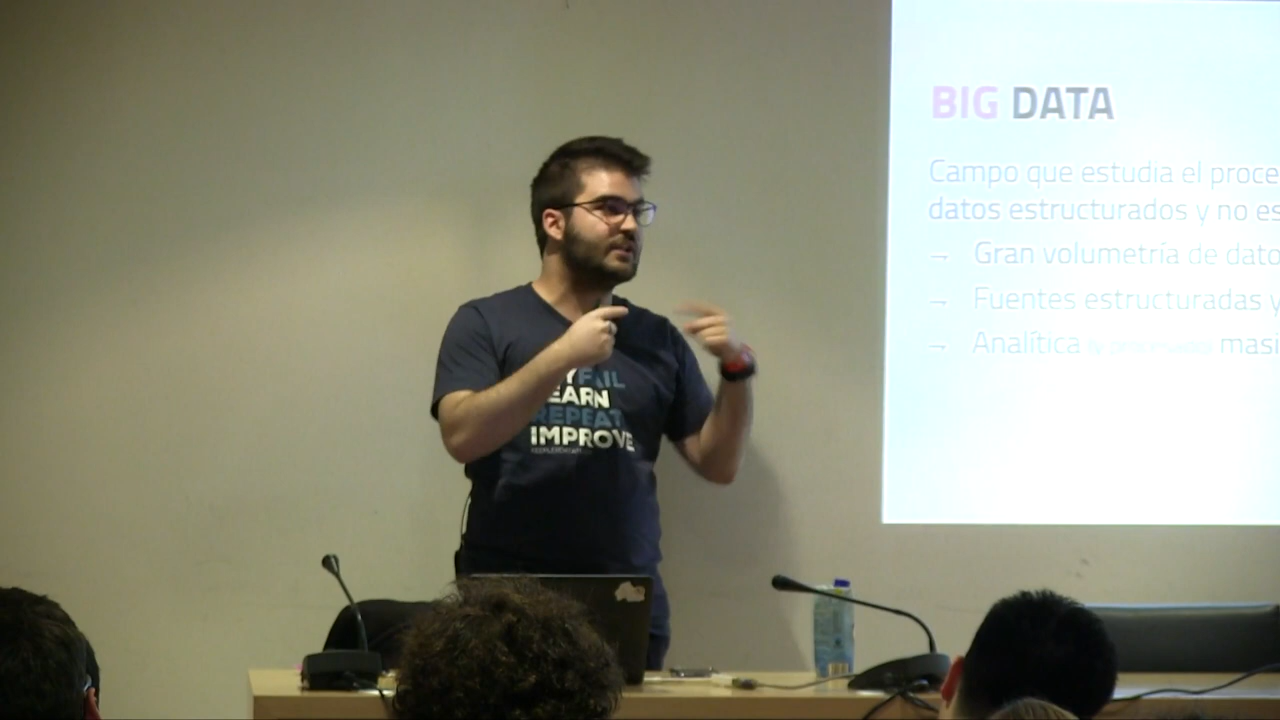 BIG DATA
Campo que estudia el proce
datos estructurados y no es
→ Gran volumetría de dato
→ Fuentes estructuradas y
→ Analítica masi
Y FAIL
EARN
REPEAT
IMPROVE